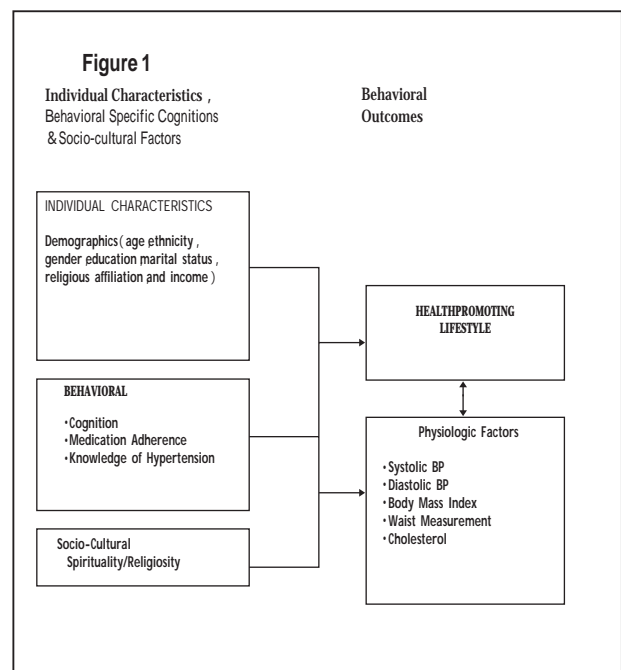 Figure 1
Individual Characteristics ,
Behavioral Specific Cognitions
& Socio-cultural Factors
Behavioral
Outcomes
INDIVIDUAL CHARACTERISTICS
Demographics( age ethnicity ,
gender education marital status ,
religious affiliation and income )
BEHAVIORAL
·Cognition
·Medication Adherence
·Knowledge of Hypertension
Socio-Cultural
Spirituality/Religiosity
HEALTHPROMOTING
LIFESTYLE
Physiologic Factors
·Systolic BP
·Diastolic BP
·Body Mass Index
·Waist Measurement
·Cholesterol